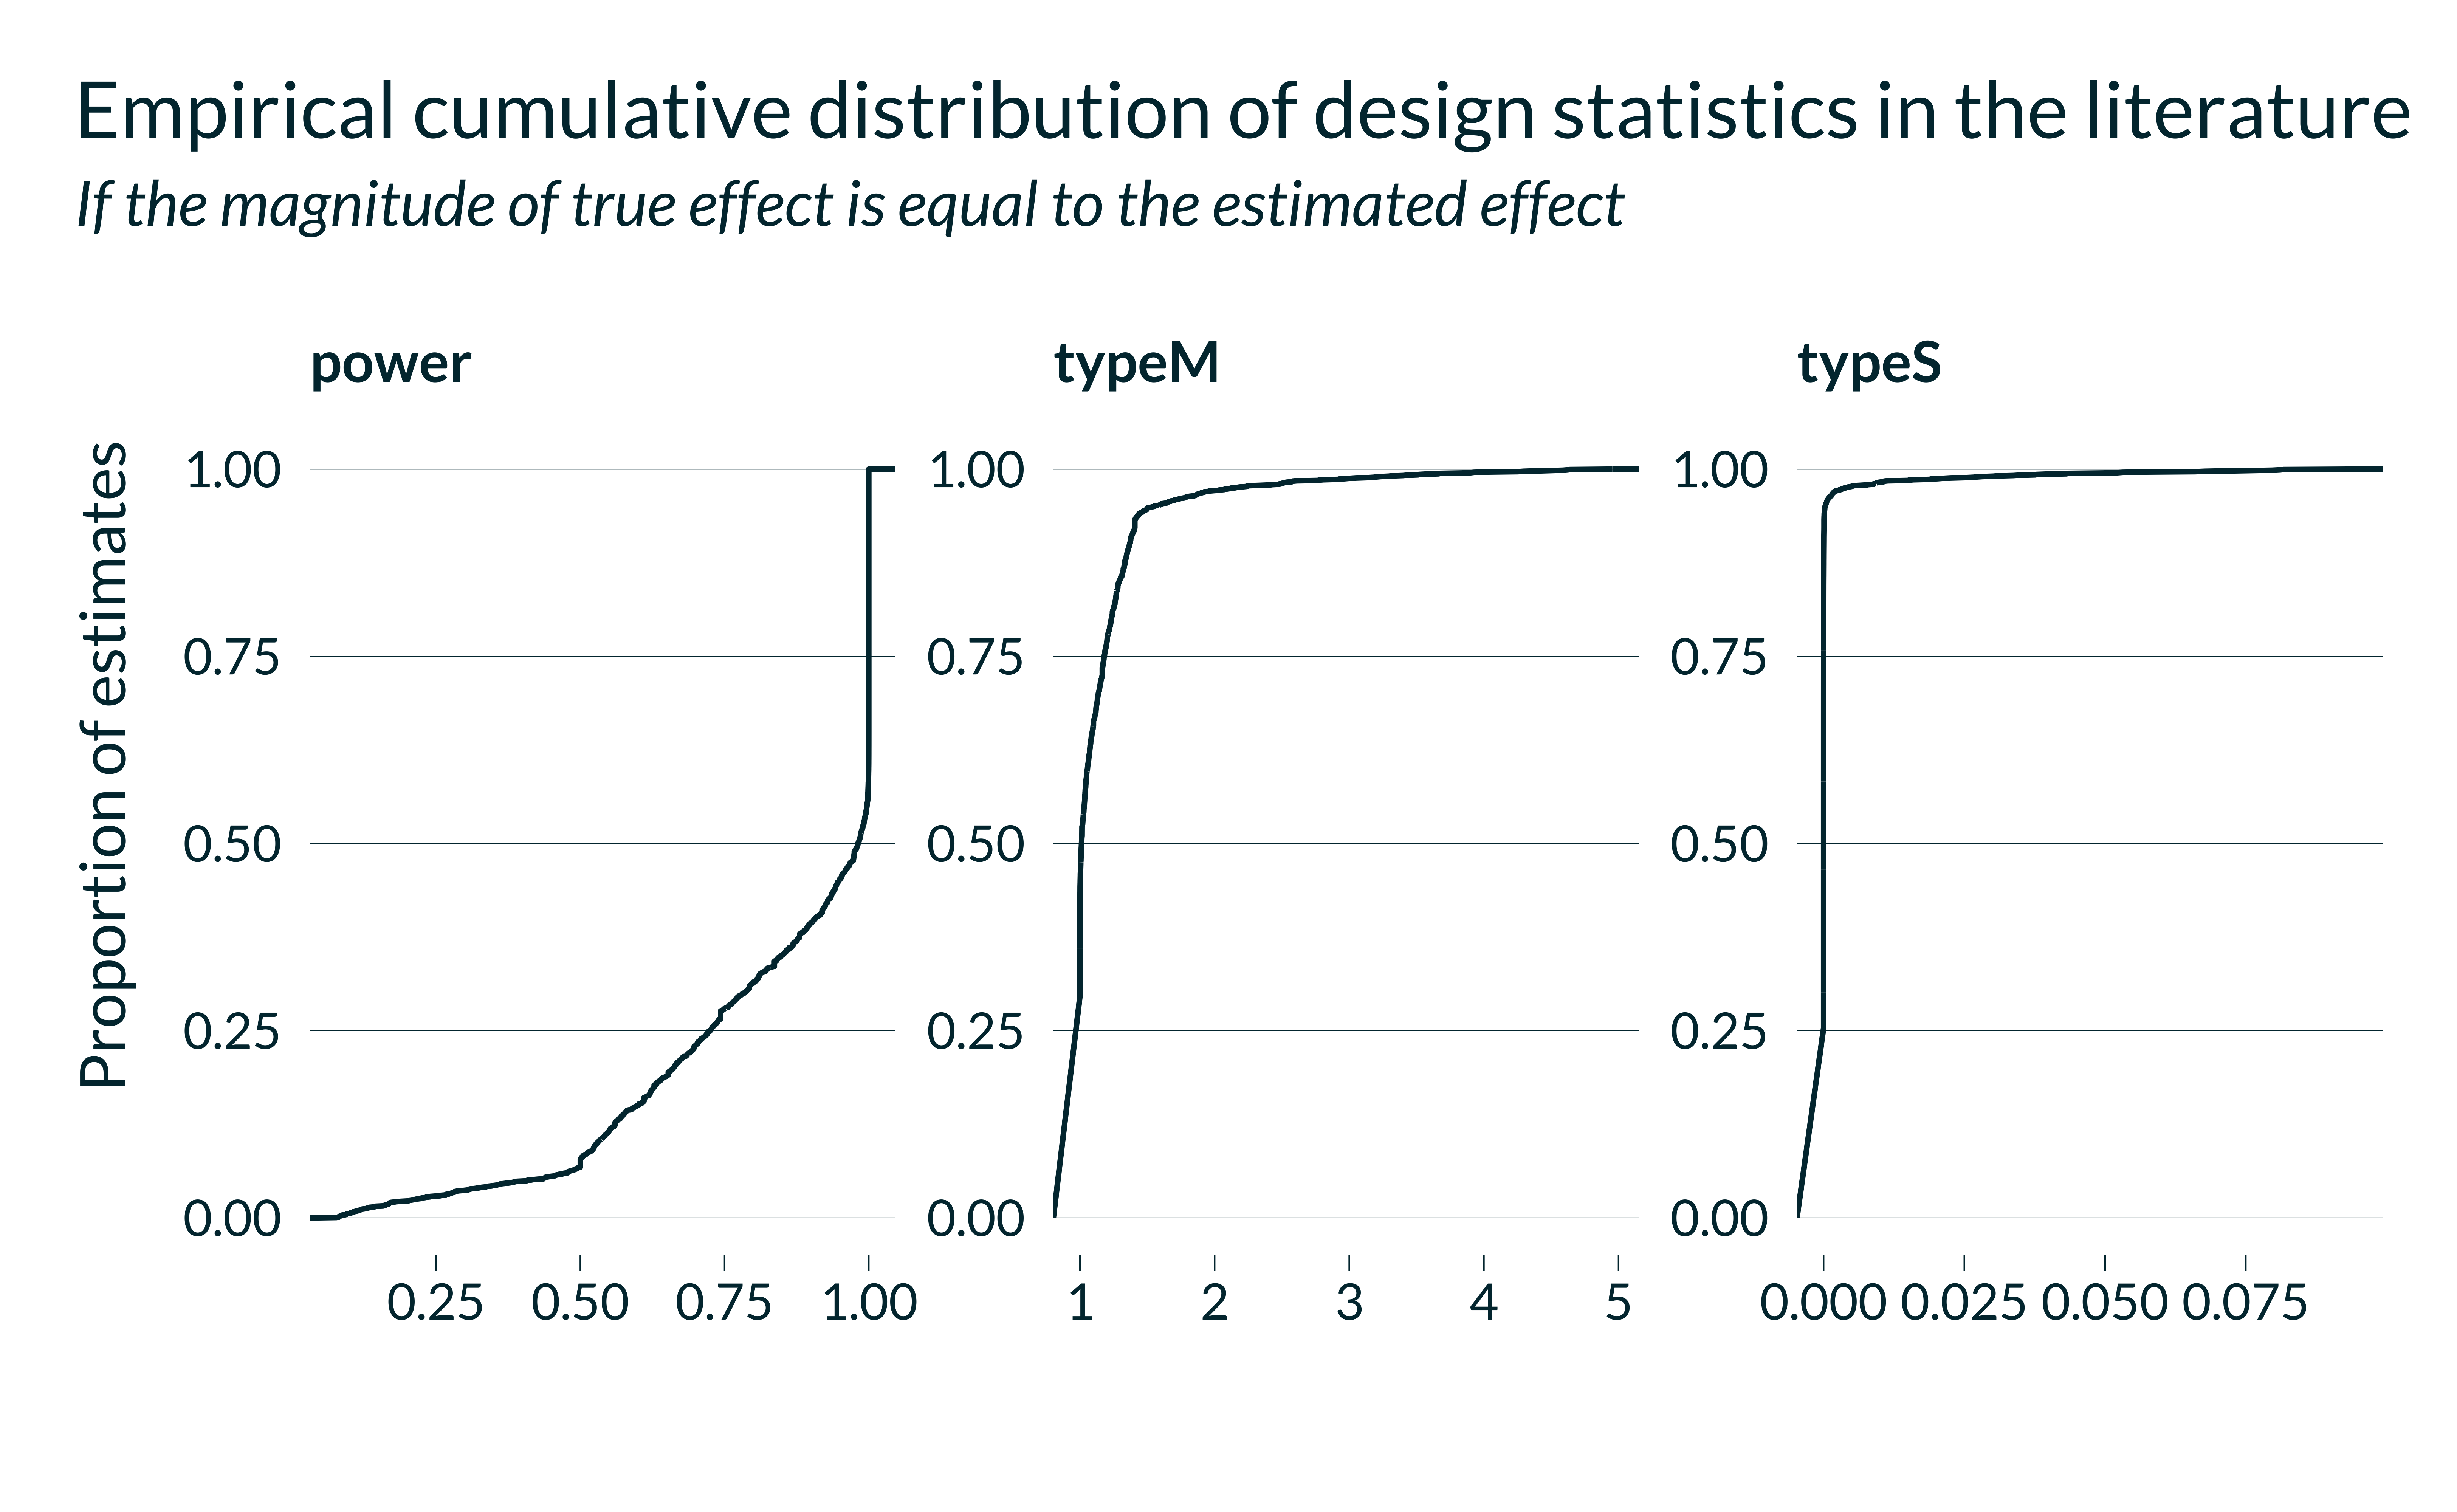 Empirical cumulative distribution of design statistics in the literature
If the magnitude of true effect is equal to the estimated effect
power
typeM
typeS
Proportion of estimates
1.00
0.75
0.50
0.25
0.00
0.25 0.50 0.75 1.00
1.00
0.75
0.50
0.25
0.00
1 2 3 4 5
1.00
0.75
0.50
0.25
0.00
0.000 0.025 0.050 0.075